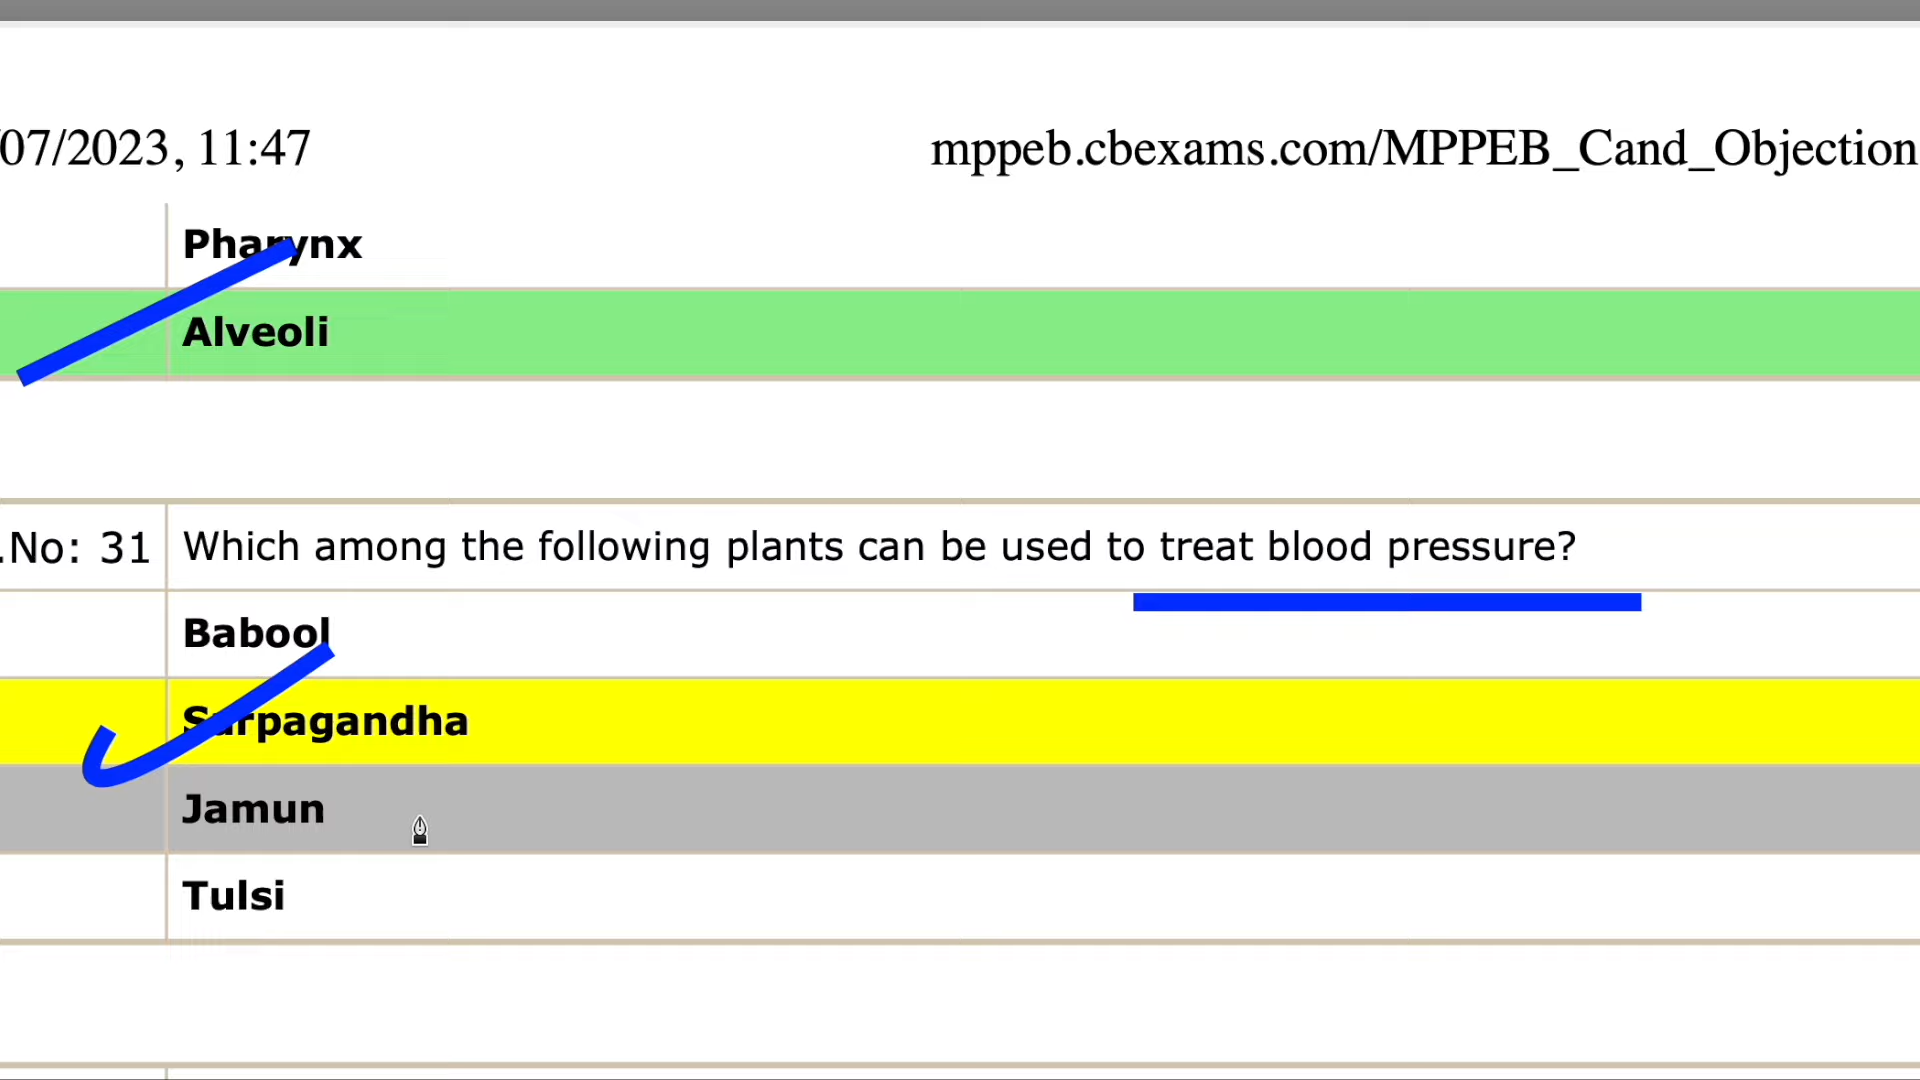 /07/2023, 11:47 mppeb.cbexams.com/MPPEB_Cand_Objection
Pharynx
Alveoli
.No: 31 Which among the following plants can be used to treat blood pressure?
Babool
Sarpagandha
Jamun
Tulsi